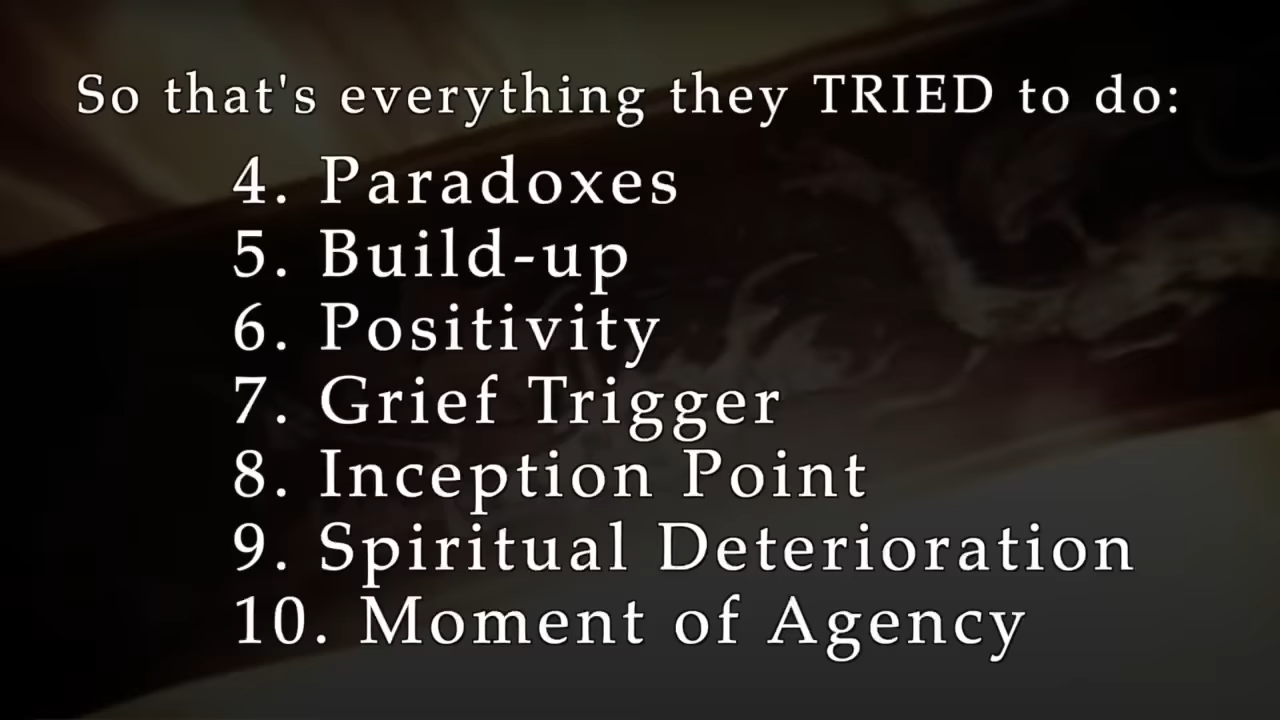 So that's everything they TRIED to do:
4. Paradoxes
5. Build-up
6. Positivity
7. Grief Trigger
8. Inception Point
9. Spiritual Deterioration
10. Moment of Agency